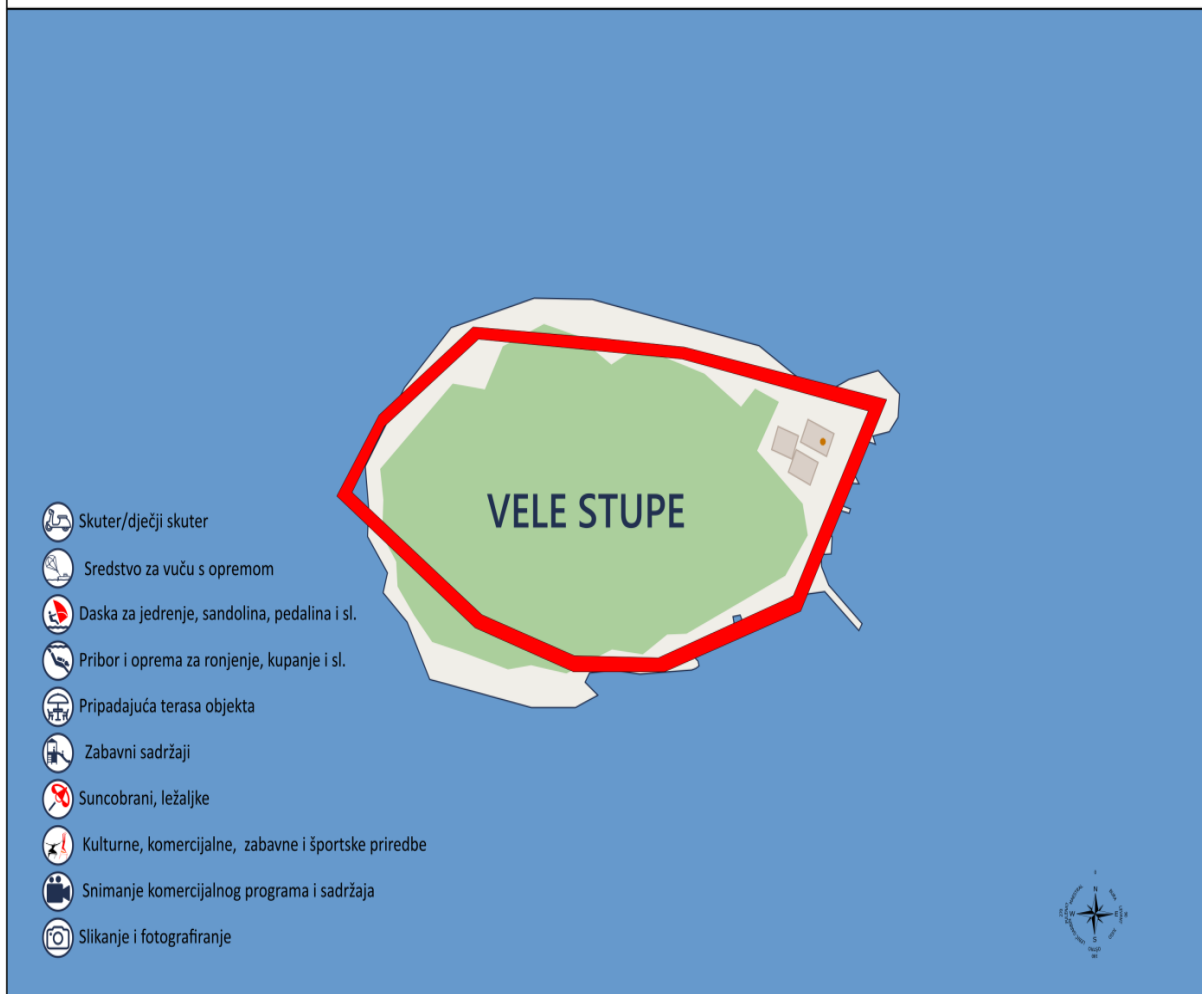 VELE STUPE
Skuter/dječji skuter
Sredstvo za vuču s opremom
Daska za jedrenje, sandolina, pedalina i sl.
Pribor i oprema za ronjenje, kupanje i sl.
Pripadajuća terasa objekta
Zabavni sadržaji
Suncobrani, ležaljke
Kulturne, komercijalne, zabavne i športske priredbe
Snimanje komercijalnog programa i sadržaja
Slikanje i fotografiranje
N
W E
S